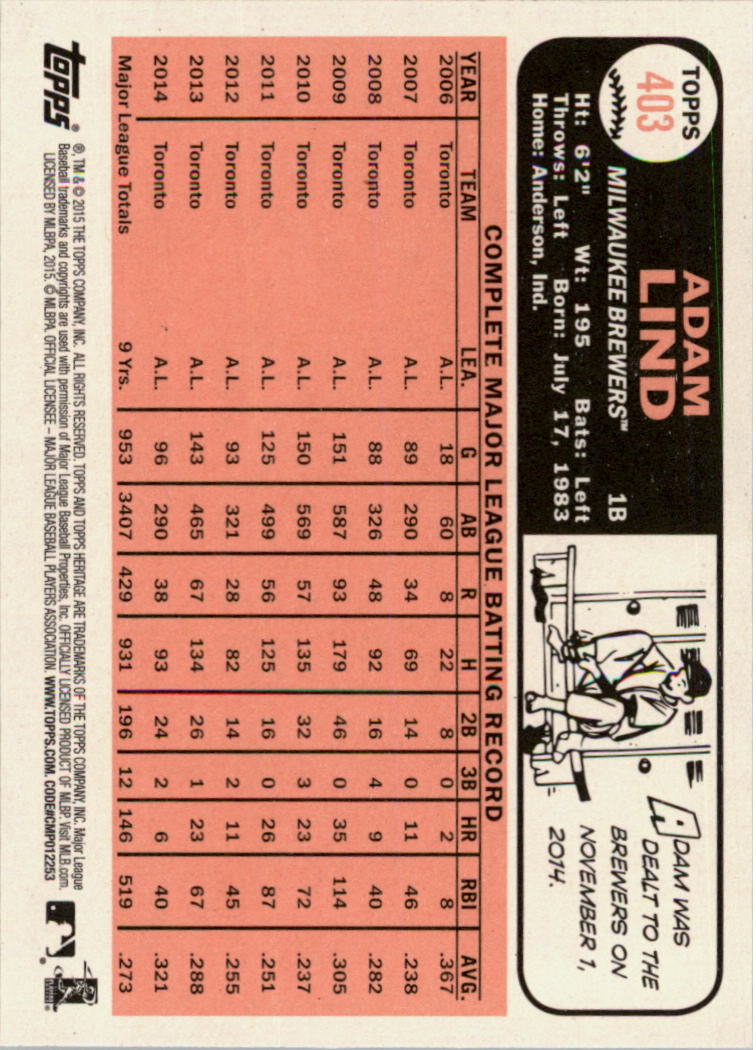 TOPPS
403
ADAM
LIND
MILWAUKEE BREWERS™ 1B
Ht: 6'2" Wt: 195 Bats: Left
Throws: Left Born: July 17, 1983
Home: Anderson, Ind.
ADAM WAS
DEALT TO THE
BREWERS ON
NOVEMBER 1,
2014.
COMPLETE MAJOR LEAGUE BATTING RECORD
YEAR TEAM LEA. G AB R H 2B 3B HR RBI AVG.
2006 Toronto A.L. 18 60 8 22 8 0 2 8 .367
2007 Toronto A.L. 89 290 34 69 14 0 11 46 .238
2008 Toronto A.L. 88 326 48 92 16 4 9 40 .282
2009 Toronto A.L. 151 587 93 179 46 0 35 114 .305
2010 Toronto A.L. 150 569 57 135 32 3 23 72 .237
2011 Toronto A.L. 125 499 56 125 16 0 26 87 .251
2012 Toronto A.L. 93 321 28 82 14 2 11 45 .255
2013 Toronto A.L. 143 465 67 134 26 1 23 67 .288
2014 Toronto A.L. 96 290 38 93 24 2 6 40 .321
Major League Totals 9 Yrs. 953 3407 429 931 196 12 146 519 .273
topps®
®, TM & © 2015 THE TOPPS COMPANY, INC. ALL RIGHTS RESERVED. TOPPS AND TOPPS HERITAGE ARE TRADEMARKS OF THE TOPPS COMPANY, INC. Major League
Baseball trademarks and copyrights are used with permission of Major League Baseball Properties, Inc. OFFICIALLY LICENSED PRODUCT OF MLBP. Visit MLB.com.
LICENSED BY MLBPA, 2015, © MLBPA. OFFICIAL LICENSEE – MAJOR LEAGUE BASEBALL PLAYERS ASSOCIATION. WWW.TOPPS.COM. CODE#CMP012253